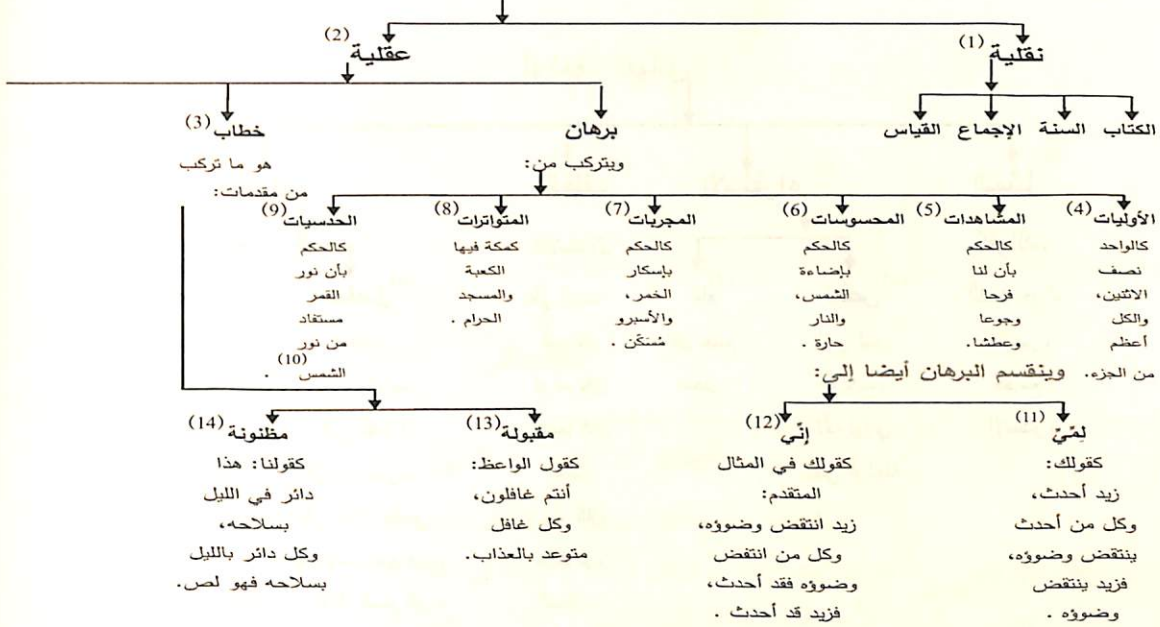 نقلية (1)
عقلية (2)
الكتاب
السنة
الإجماع
القياس
برهان
ويتركب من:
خطاب (3)
هو ما تركب
من مقدمات:
الأوليات (4)
كالواحد
نصف
الاثنين،
والكل
أعظم
من الجزء.
المشاهدات (5)
كالحكم
بأن لنا
فرحا
وجوعا
وعطشا.
المحسوسات (6)
كالحكم
بإضاءة
الشمس،
والنار
حارة .
المجربات (7)
كالحكم
بإسكار
الخمر،
والأسبرو
مُسَكِّن .
المتواترات (8)
كمكة فيها
الكعبة
والمسجد
الحرام .
الحدسيات (9)
كالحكم
بأن نور
القمر
مستفاد
من نور
الشمس (10) .
وينقسم البرهان أيضا إلى:
لِمِّيّ (11)
كقولك:
زيد أحدث،
وكل من أحدث
ينتقض وضوؤه،
فزيد ينتقض
وضوؤه .
إنِّي (12)
كقولك في المثال
المتقدم:
زيد انتقض وضوؤه،
وكل من انتفض
وضوؤه فقد أحدث،
فزيد قد أحدث .
مقبولة (13)
كقول الواعظ:
أنتم غافلون،
وكل غافل
متوعد بالعذاب.
مظنونة (14)
كقولنا: هذا
دائر في الليل
بسلاحه،
وكل دائر بالليل
بسلاحه فهو لص.